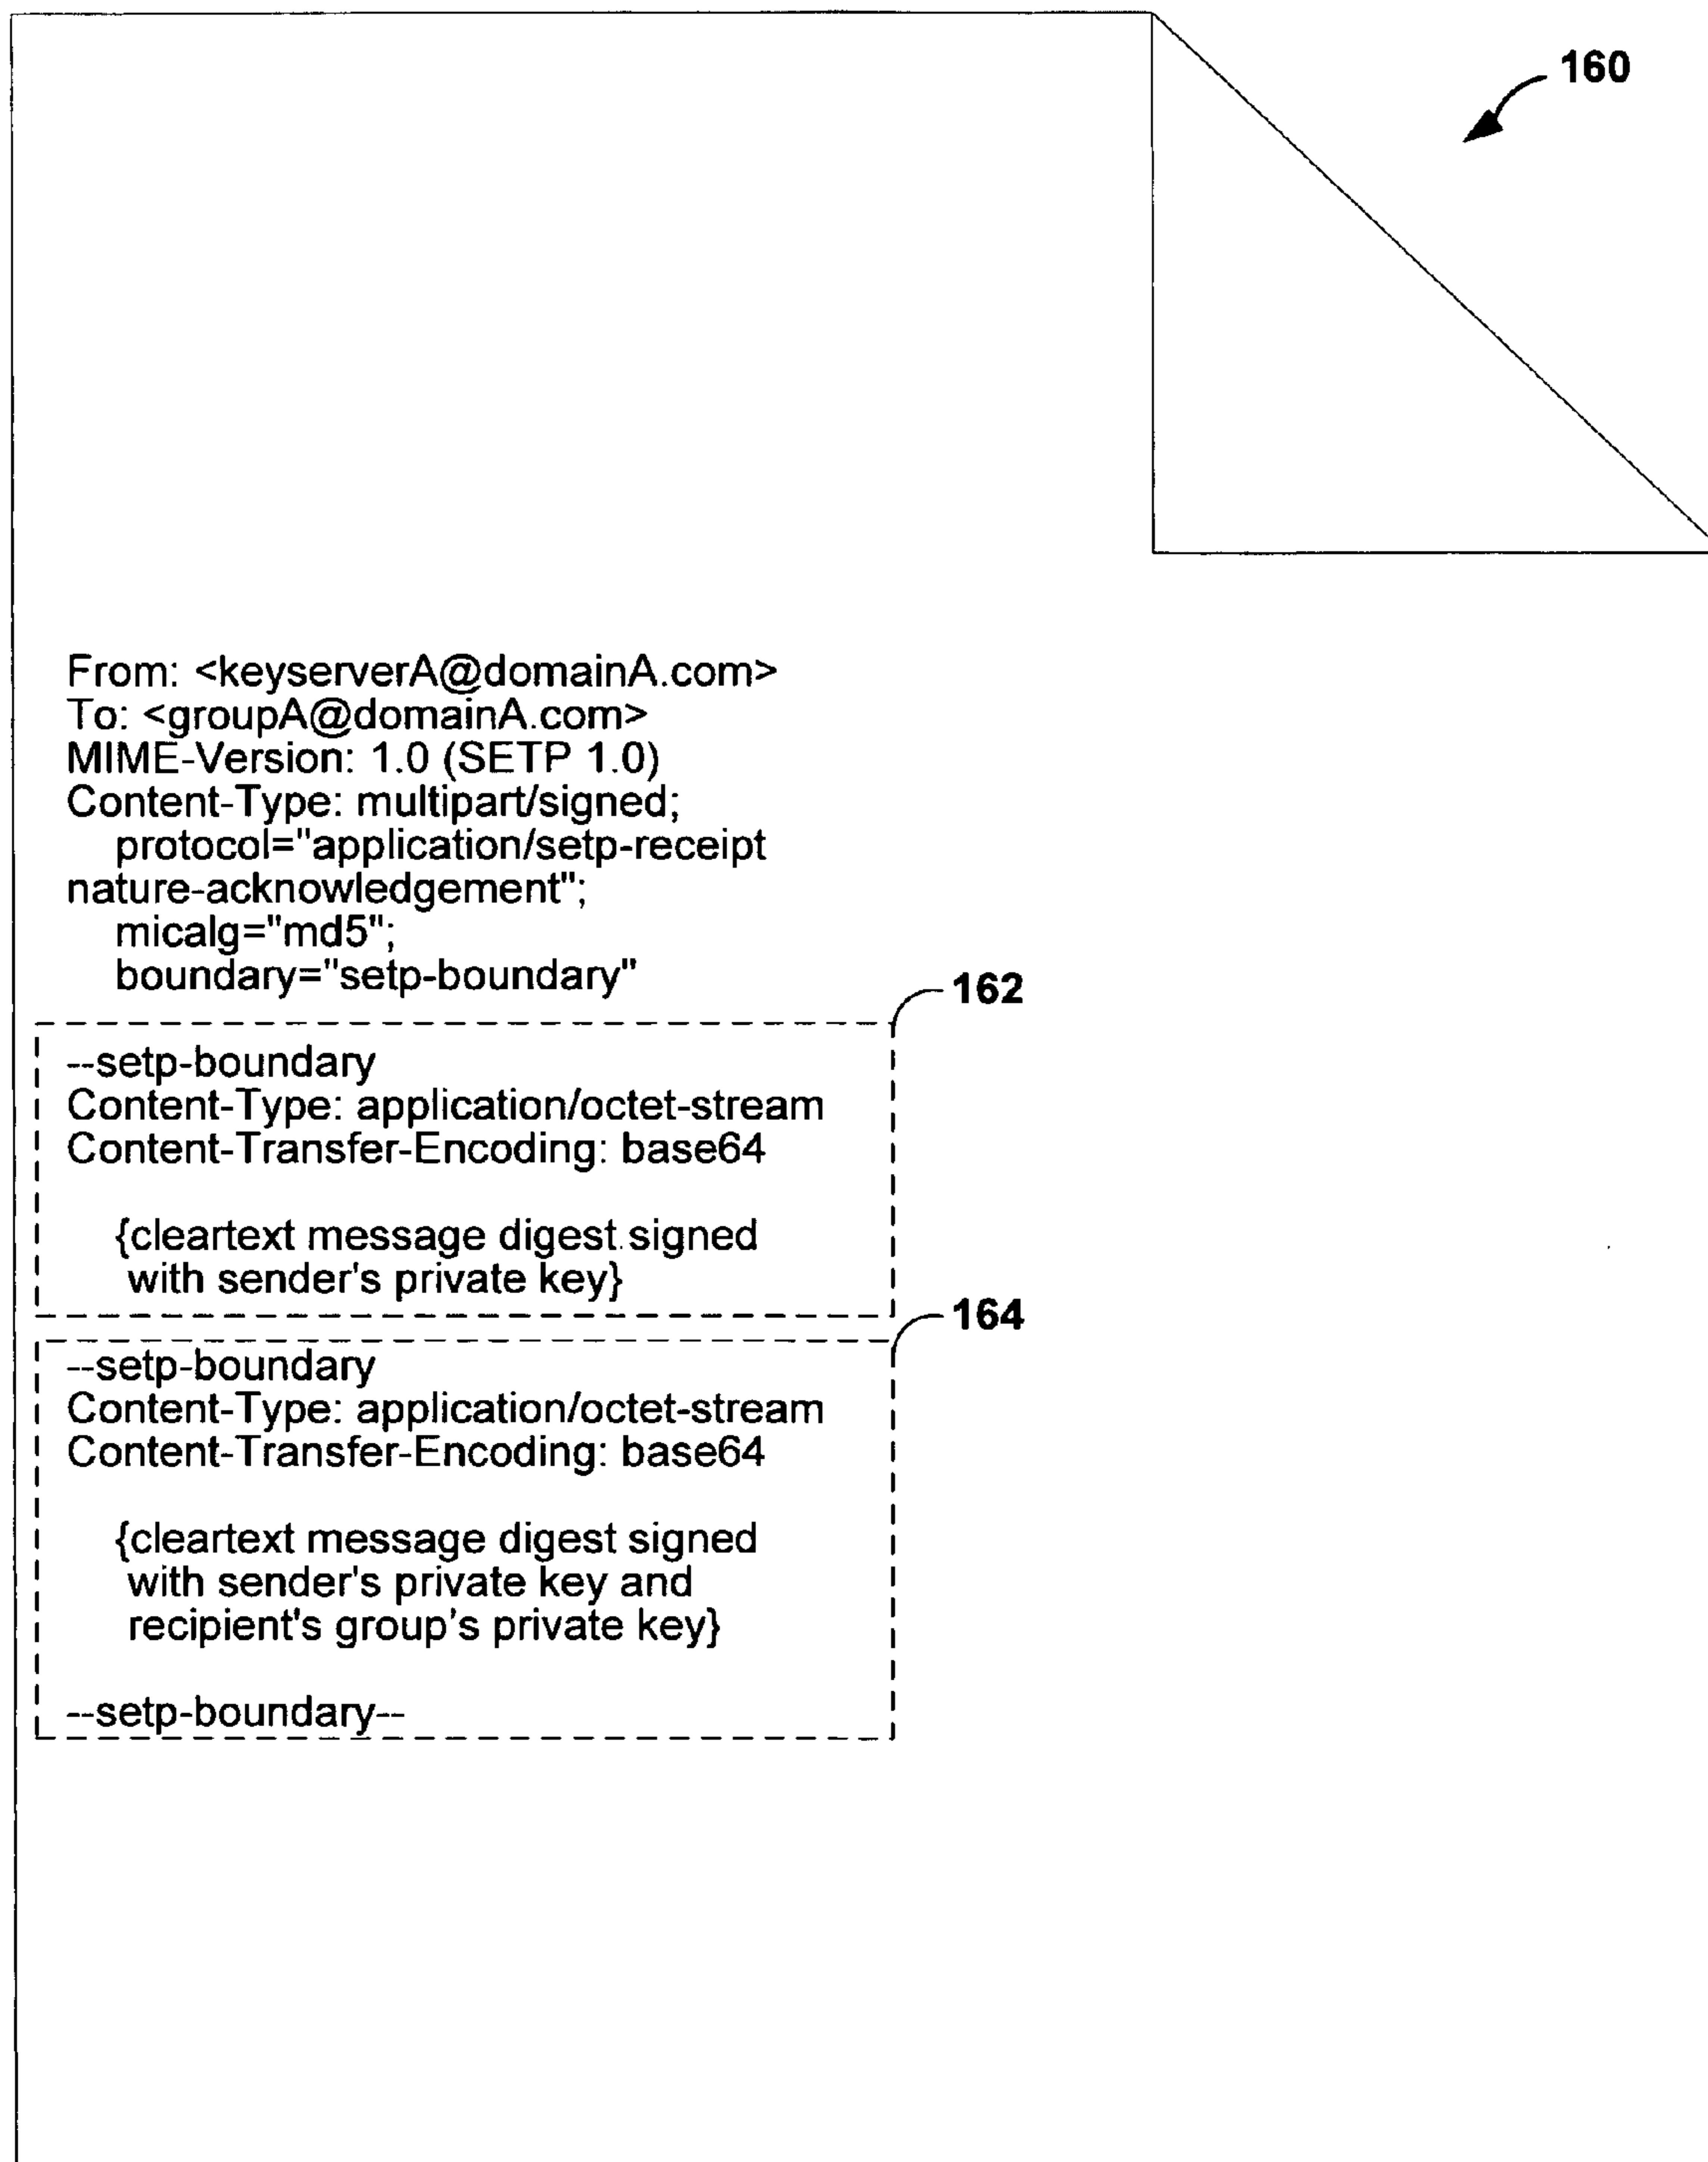 160
From: <keyserverA@domainA.com>
To: <groupA@domainA.com>
MIME-Version: 1.0 (SETP 1.0)
Content-Type: multipart/signed;
protocol="application/setp-receipt
nature-acknowledgement";
micalg="md5";
boundary="setp-boundary"
162
--setp-boundary
Content-Type: application/octet-stream
Content-Transfer-Encoding: base64
{cleartext message digest signed
with sender's private key}
164
--setp-boundary
Content-Type: application/octet-stream
Content-Transfer-Encoding: base64
{cleartext message digest signed
with sender's private key and
recipient's group's private key}
--setp-boundary--